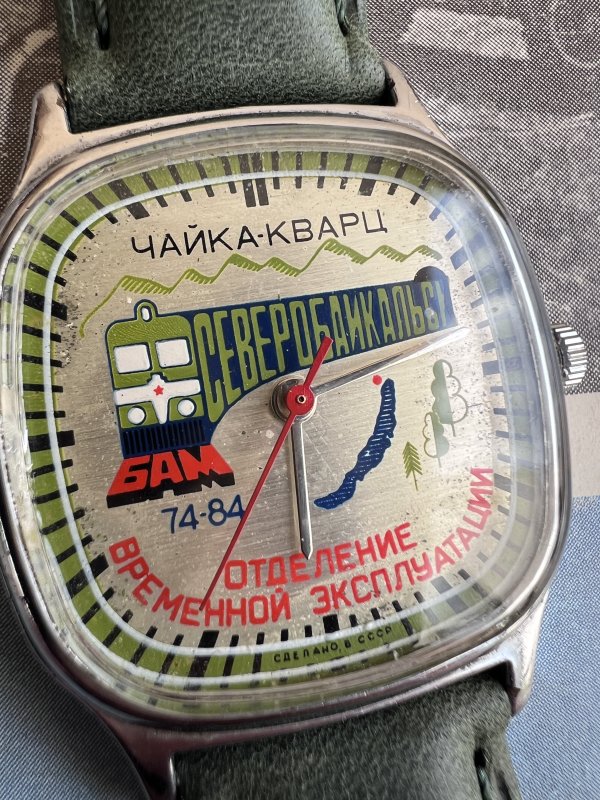 ЧАЙКА-КВАРЦ
СЕВЕРОБАЙКАЛЬСК
БАМ
74-84
ОТДЕЛЕНИЕ
ВРЕМЕННОЙ ЭКСПЛУАТАЦИИ
СДЕЛАНО В СССР